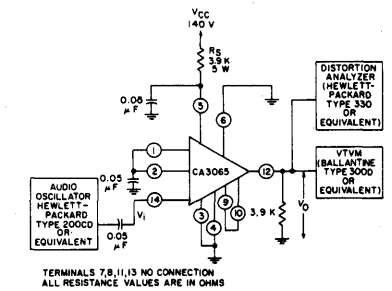 VCC
140 V
RS
3.9 K
5 W
0.08
µF
5
6
DISTORTION
ANALYZER
(HEWLETT-
PACKARD
TYPE 330
OR
EQUIVALENT)
1
2
CA3065
12
0.05
µF
14
Vi
3
4
9
10
VTVM
(BALLANTINE
TYPE 300D
OR
EQUIVALENT)
AUDIO
OSCILLATOR
HEWLETT-
PACKARD
TYPE 200CD
OR
EQUIVALENT
0.05
µF
3.9 K
VO
TERMINALS 7,8,11,13 NO CONNECTION
ALL RESISTANCE VALUES ARE IN OHMS